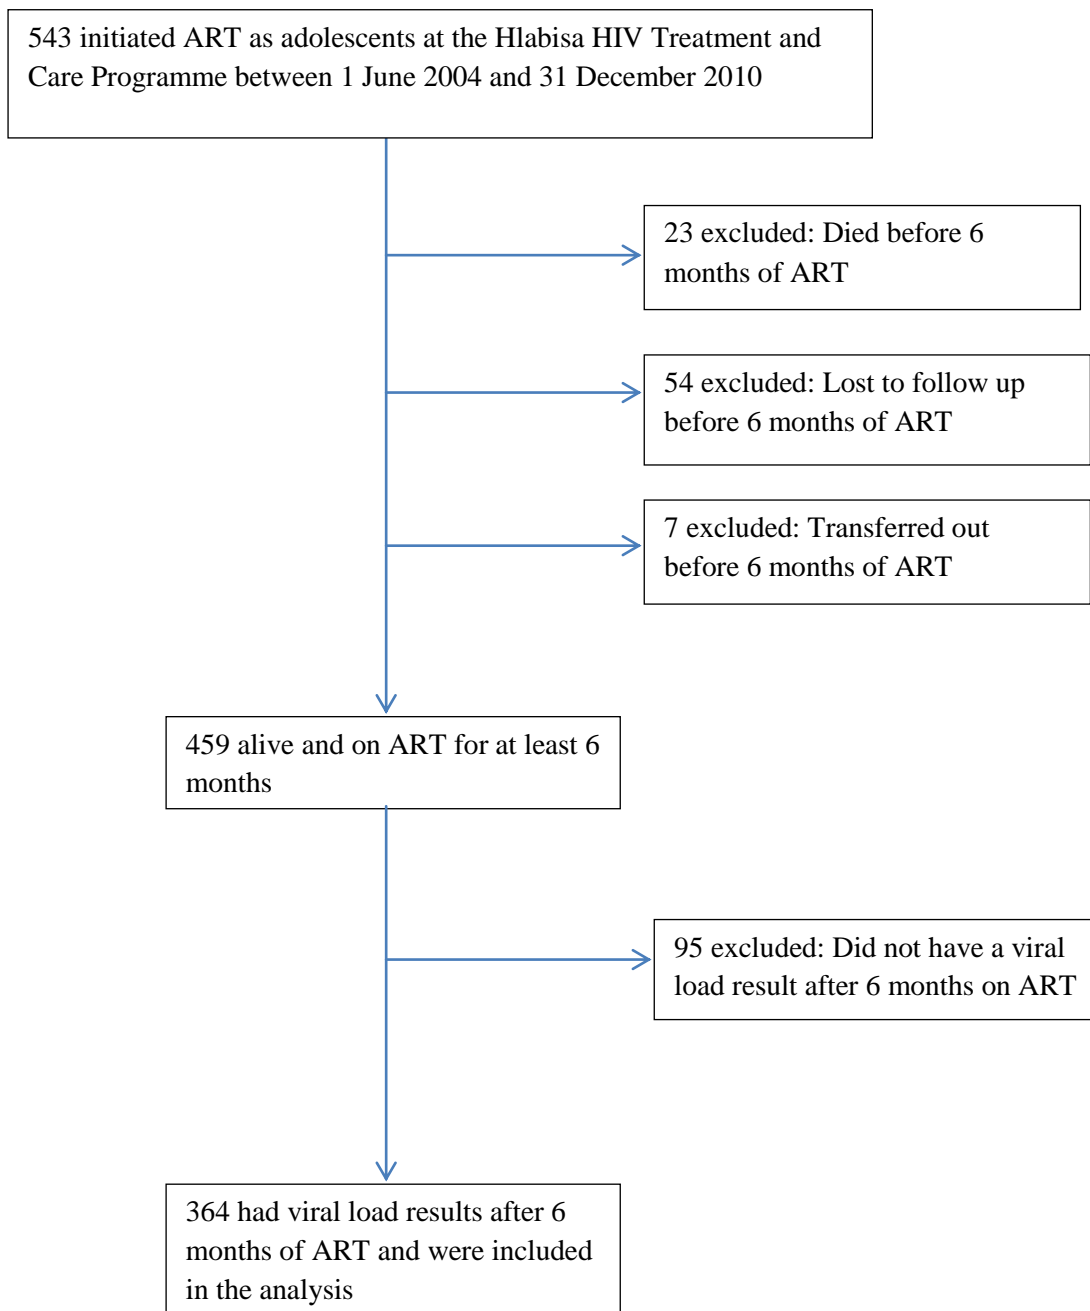 543 initiated ART as adolescents at the Hlabisa HIV Treatment and
Care Programme between 1 June 2004 and 31 December 2010
23 excluded: Died before 6
months of ART
54 excluded: Lost to follow up
before 6 months of ART
7 excluded: Transferred out
before 6 months of ART
459 alive and on ART for at least 6
months
95 excluded: Did not have a viral
load result after 6 months on ART
364 had viral load results after 6
months of ART and were included
in the analysis